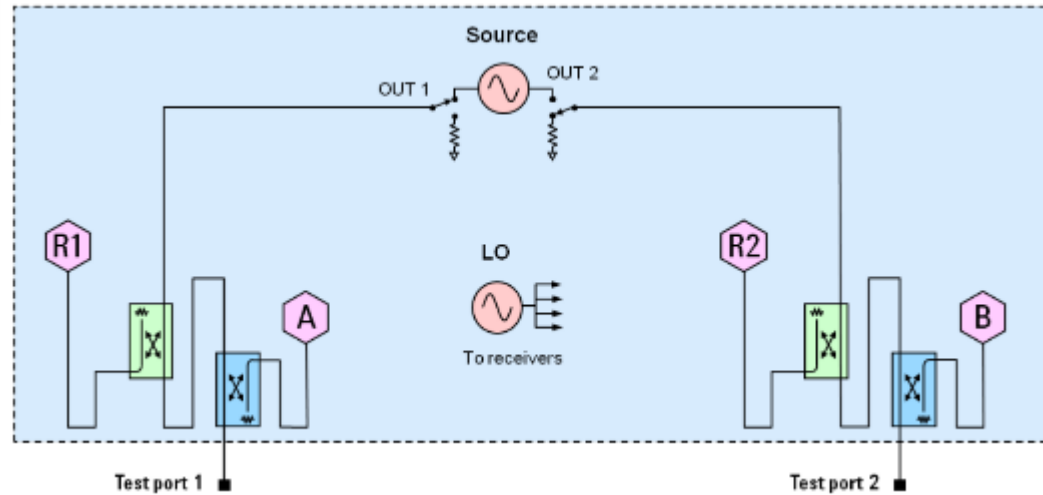 Source
OUT 1
OUT 2
R1
A
LO
To receivers
R2
B
Test port 1
Test port 2